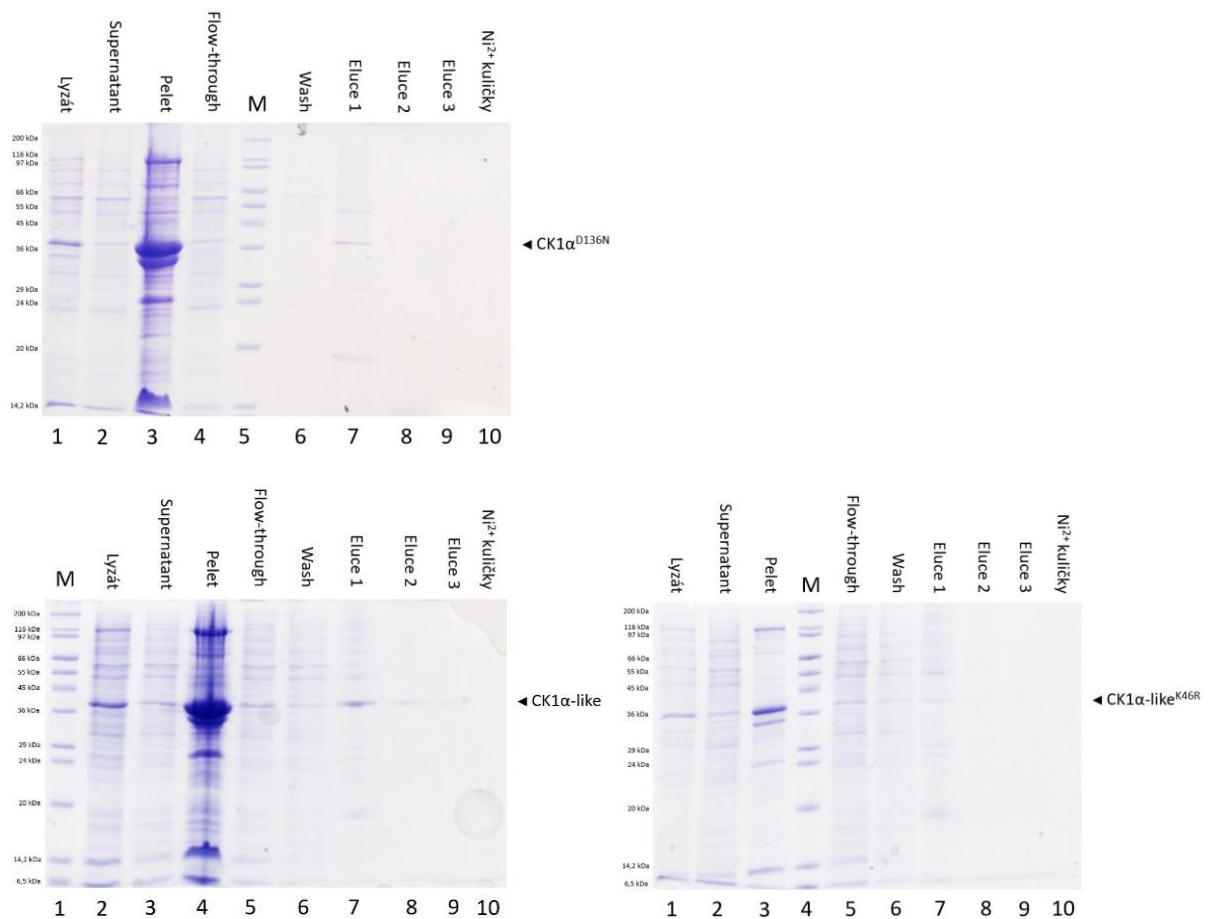 Lyzát
Supernatant
Pelet
Flow-through
M
Wash
Eluce 1
Eluce 2
Eluce 3
Ni²⁺ kuličky
200 kDa
116 kDa
97 kDa
66 kDa
55 kDa
45 kDa
36 kDa
29 kDa
24 kDa
20 kDa
14,2 kDa
◄ CK1α^D136N
1 2 3 4 5 6 7 8 9 10
M
Lyzát
Supernatant
Pelet
Flow-through
Wash
Eluce 1
Eluce 2
Eluce 3
Ni²⁺ kuličky
200 kDa
116 kDa
97 kDa
66 kDa
55 kDa
45 kDa
36 kDa
29 kDa
24 kDa
20 kDa
14,2 kDa
6,5 kDa
◄ CK1α-like
1 2 3 4 5 6 7 8 9 10
Lyzát
Supernatant
Pelet
M
Flow-through
Wash
Eluce 1
Eluce 2
Eluce 3
Ni²⁺ kuličky
200 kDa
116 kDa
97 kDa
66 kDa
55 kDa
45 kDa
36 kDa
29 kDa
24 kDa
20 kDa
14,2 kDa
6,5 kDa
◄ CK1α-like^K46R
1 2 3 4 5 6 7 8 9 10